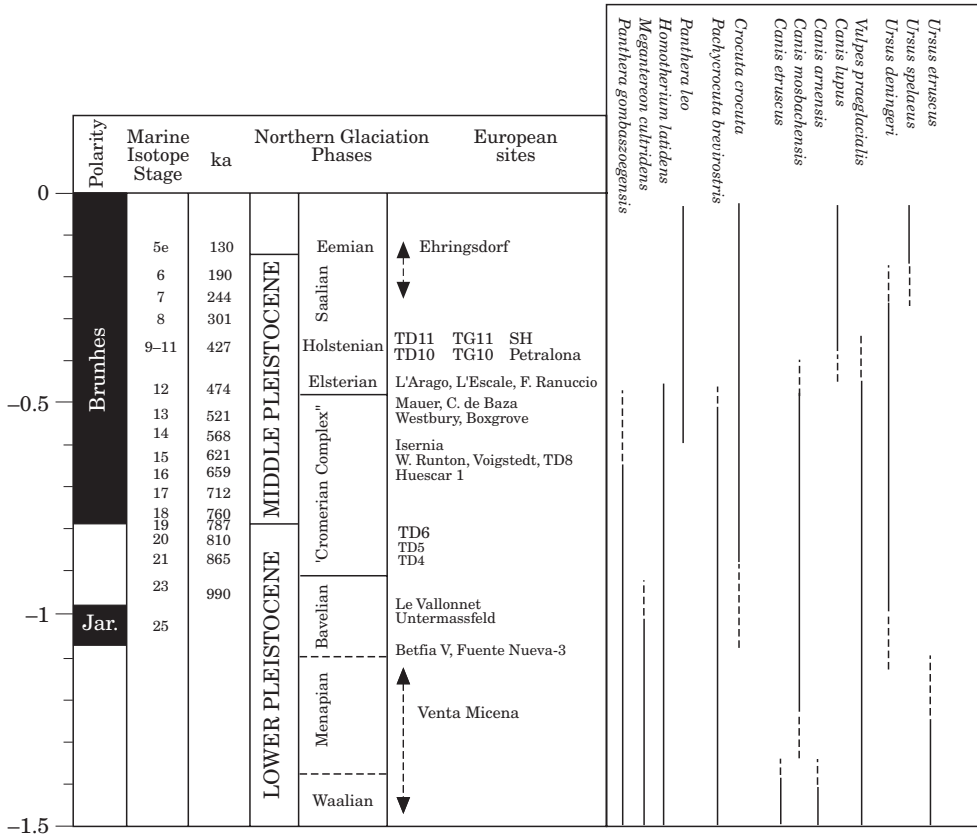 Polarity
Marine Isotope Stage
ka
Northern Glaciation Phases
European sites
Panthera gombaszoegensis
Megantereon cultridens
Homotherium latidens
Panthera leo
Pachycrocuta brevirostris
Crocuta crocuta
Canis etruscus
Canis mosbachensis
Canis arnensis
Canis lupus
Vulpes praeglacialis
Ursus deningeri
Ursus spelaeus
Ursus etruscus
0
–0.5
–1
–1.5
Brunhes
Jar.
5e 130
6 190
7 244
8 301
9–11 427
12 474
13 521
14 568
15 621
16 659
17 712
18 760
19 787
20 810
21 865
23
990
25
MIDDLE PLEISTOCENE
LOWER PLEISTOCENE
Eemian
Saalian
Holstenian
Elsterian
'Cromerian Complex"
Bavelian
Menapian
Waalian
Ehringsdorf
TD11 TG11 SH
TD10 TG10 Petralona
L'Arago, L'Escale, F. Ranuccio
Mauer, C. de Baza
Westbury, Boxgrove
Isernia
W. Runton, Voigstedt, TD8
Huescar 1
TD6
TD5
TD4
Le Vallonnet
Untermassfeld
Betfia V, Fuente Nueva-3
Venta Micena